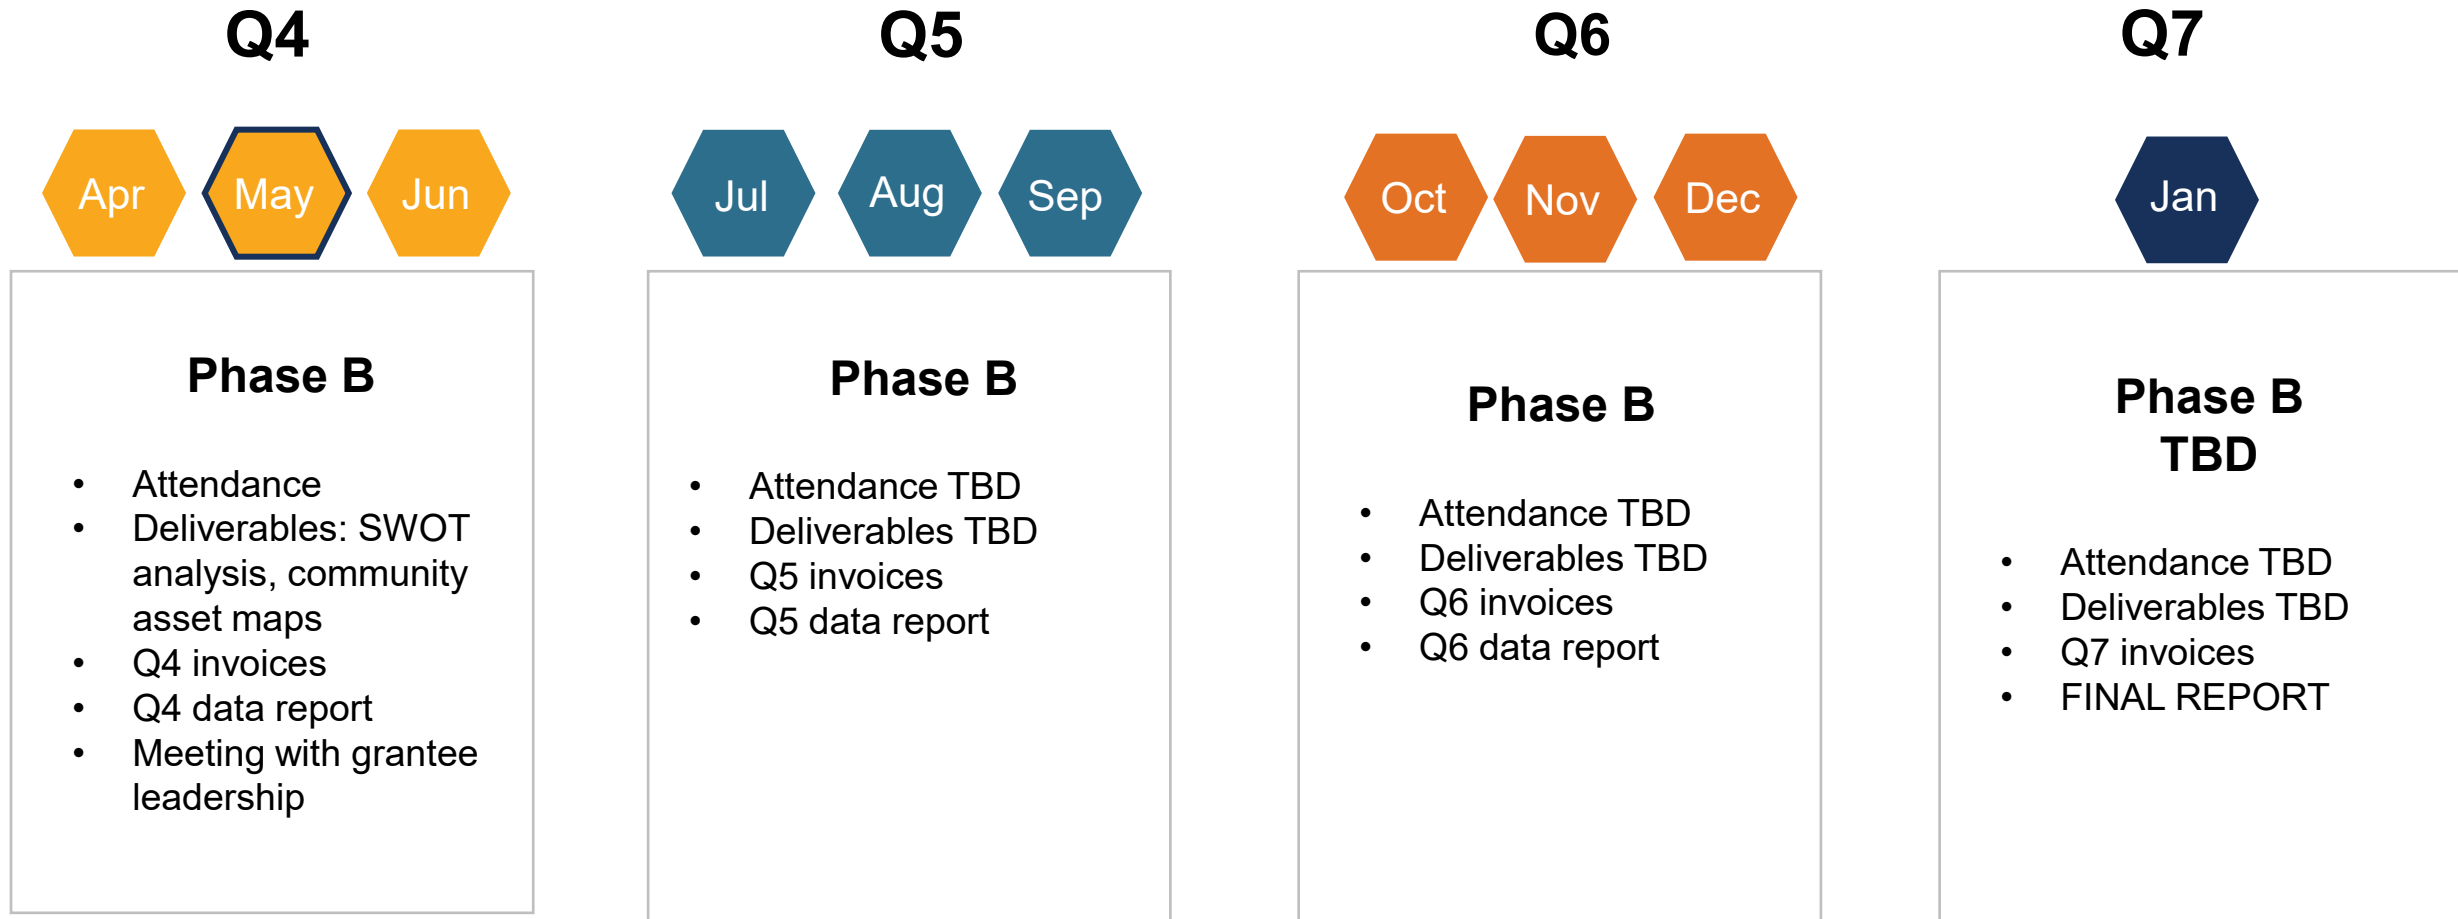 Q4
Apr May Jun
Phase B
• Attendance
• Deliverables: SWOT
analysis, community
asset maps
• Q4 invoices
• Q4 data report
• Meeting with grantee
leadership
Q5
Jul Aug Sep
Phase B
• Attendance TBD
• Deliverables TBD
• Q5 invoices
• Q5 data report
Q6
Oct Nov Dec
Phase B
• Attendance TBD
• Deliverables TBD
• Q6 invoices
• Q6 data report
Q7
Jan
Phase B
TBD
• Attendance TBD
• Deliverables TBD
• Q7 invoices
• FINAL REPORT